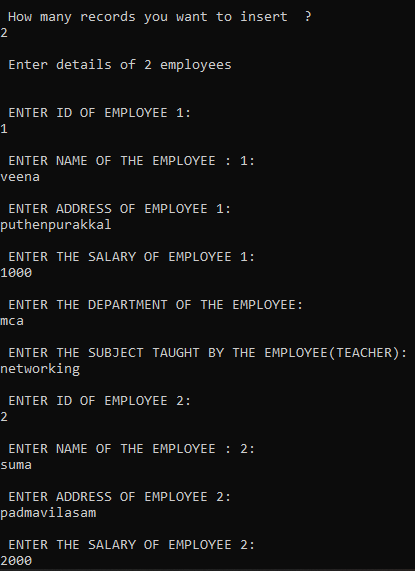 How many records you want to insert  ?
2
Enter details of 2 employees
ENTER ID OF EMPLOYEE 1:
1
ENTER NAME OF THE EMPLOYEE : 1:
veena
ENTER ADDRESS OF EMPLOYEE 1:
puthenpurakkal
ENTER THE SALARY OF EMPLOYEE 1:
1000
ENTER THE DEPARTMENT OF THE EMPLOYEE:
mca
ENTER THE SUBJECT TAUGHT BY THE EMPLOYEE(TEACHER):
networking
ENTER ID OF EMPLOYEE 2:
2
ENTER NAME OF THE EMPLOYEE : 2:
suma
ENTER ADDRESS OF EMPLOYEE 2:
padmavilasam
ENTER THE SALARY OF EMPLOYEE 2:
2000